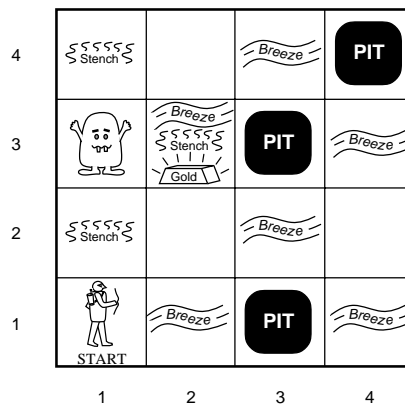 4
Stench
Breeze
PIT
3
Breeze
Stench
Gold
PIT
Breeze
2
Stench
Breeze
1
START
Breeze
PIT
Breeze
1 2 3 4